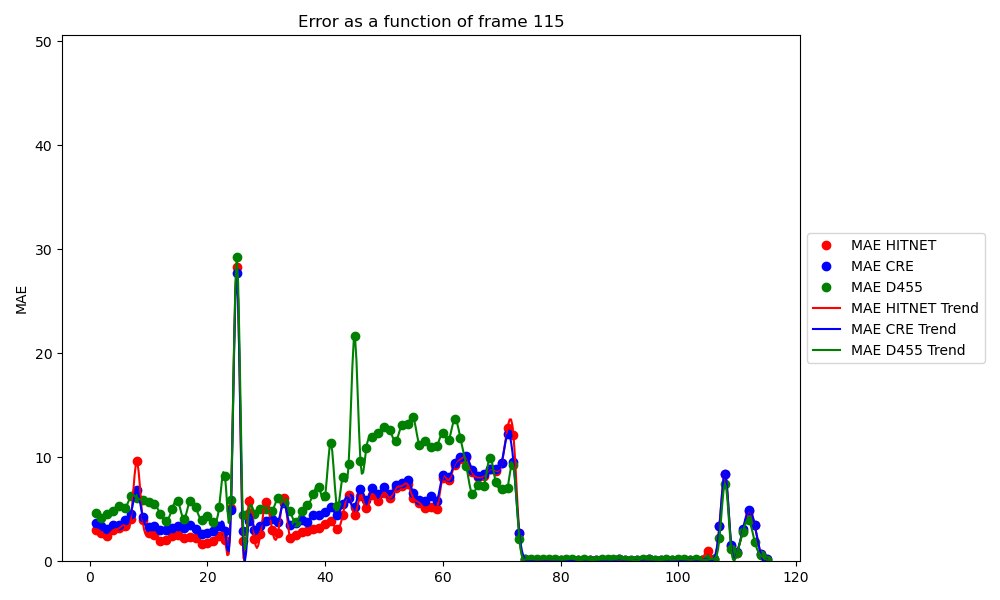 Error as a function of frame 115
50
40
30
20
10
0
MAE
0 20 40 60 80 100 120
MAE HITNET
MAE CRE
MAE D455
MAE HITNET Trend
MAE CRE Trend
MAE D455 Trend